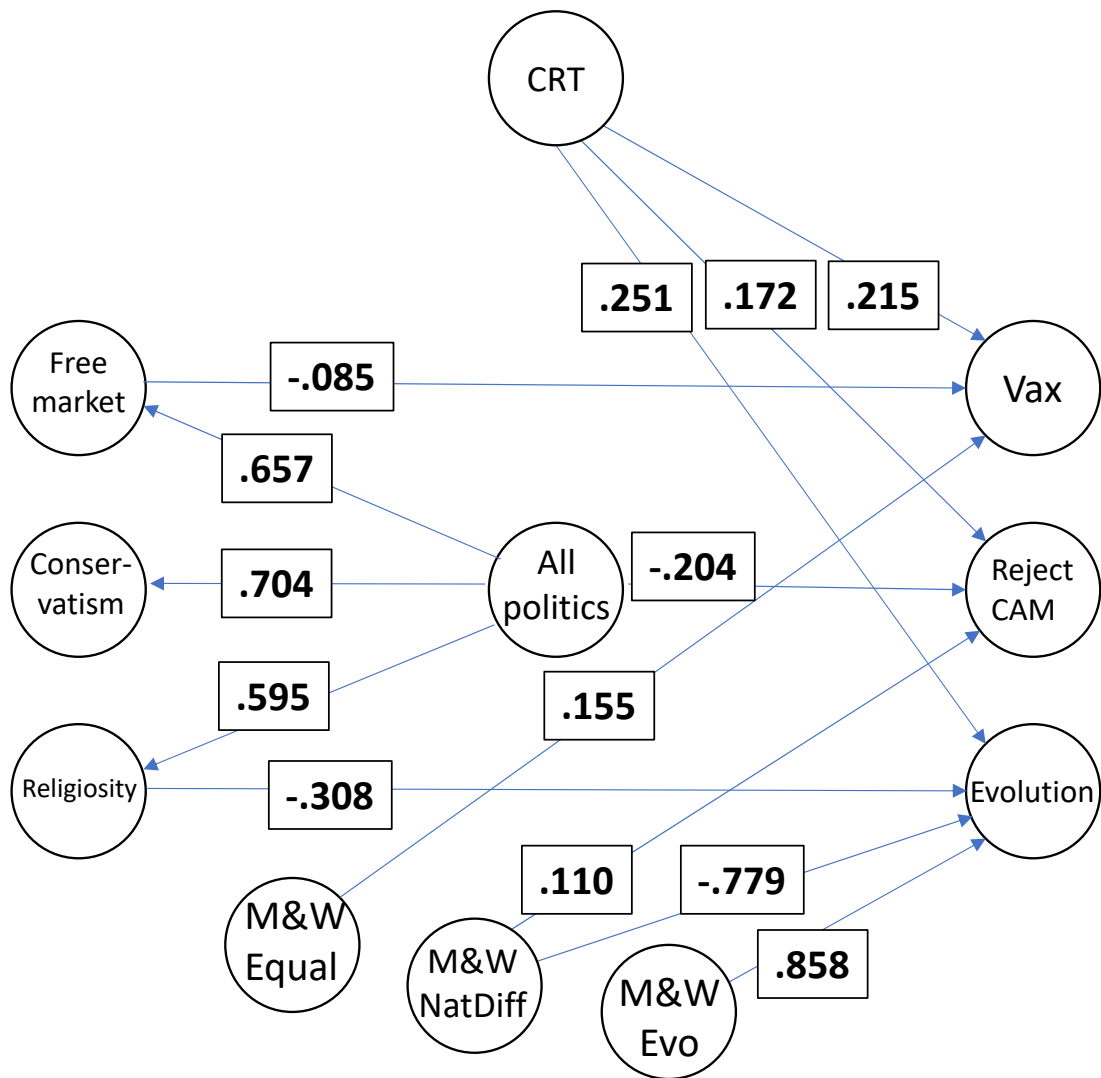 CRT
.251
.172
.215
Free
market
-.085
Vax
.657
Conser-
vatism
.704
All
politics
-.204
Reject
CAM
.595
.155
Religiosity
-.308
Evolution
M&W
Equal
.110
-.779
M&W
NatDiff
.858
M&W
Evo